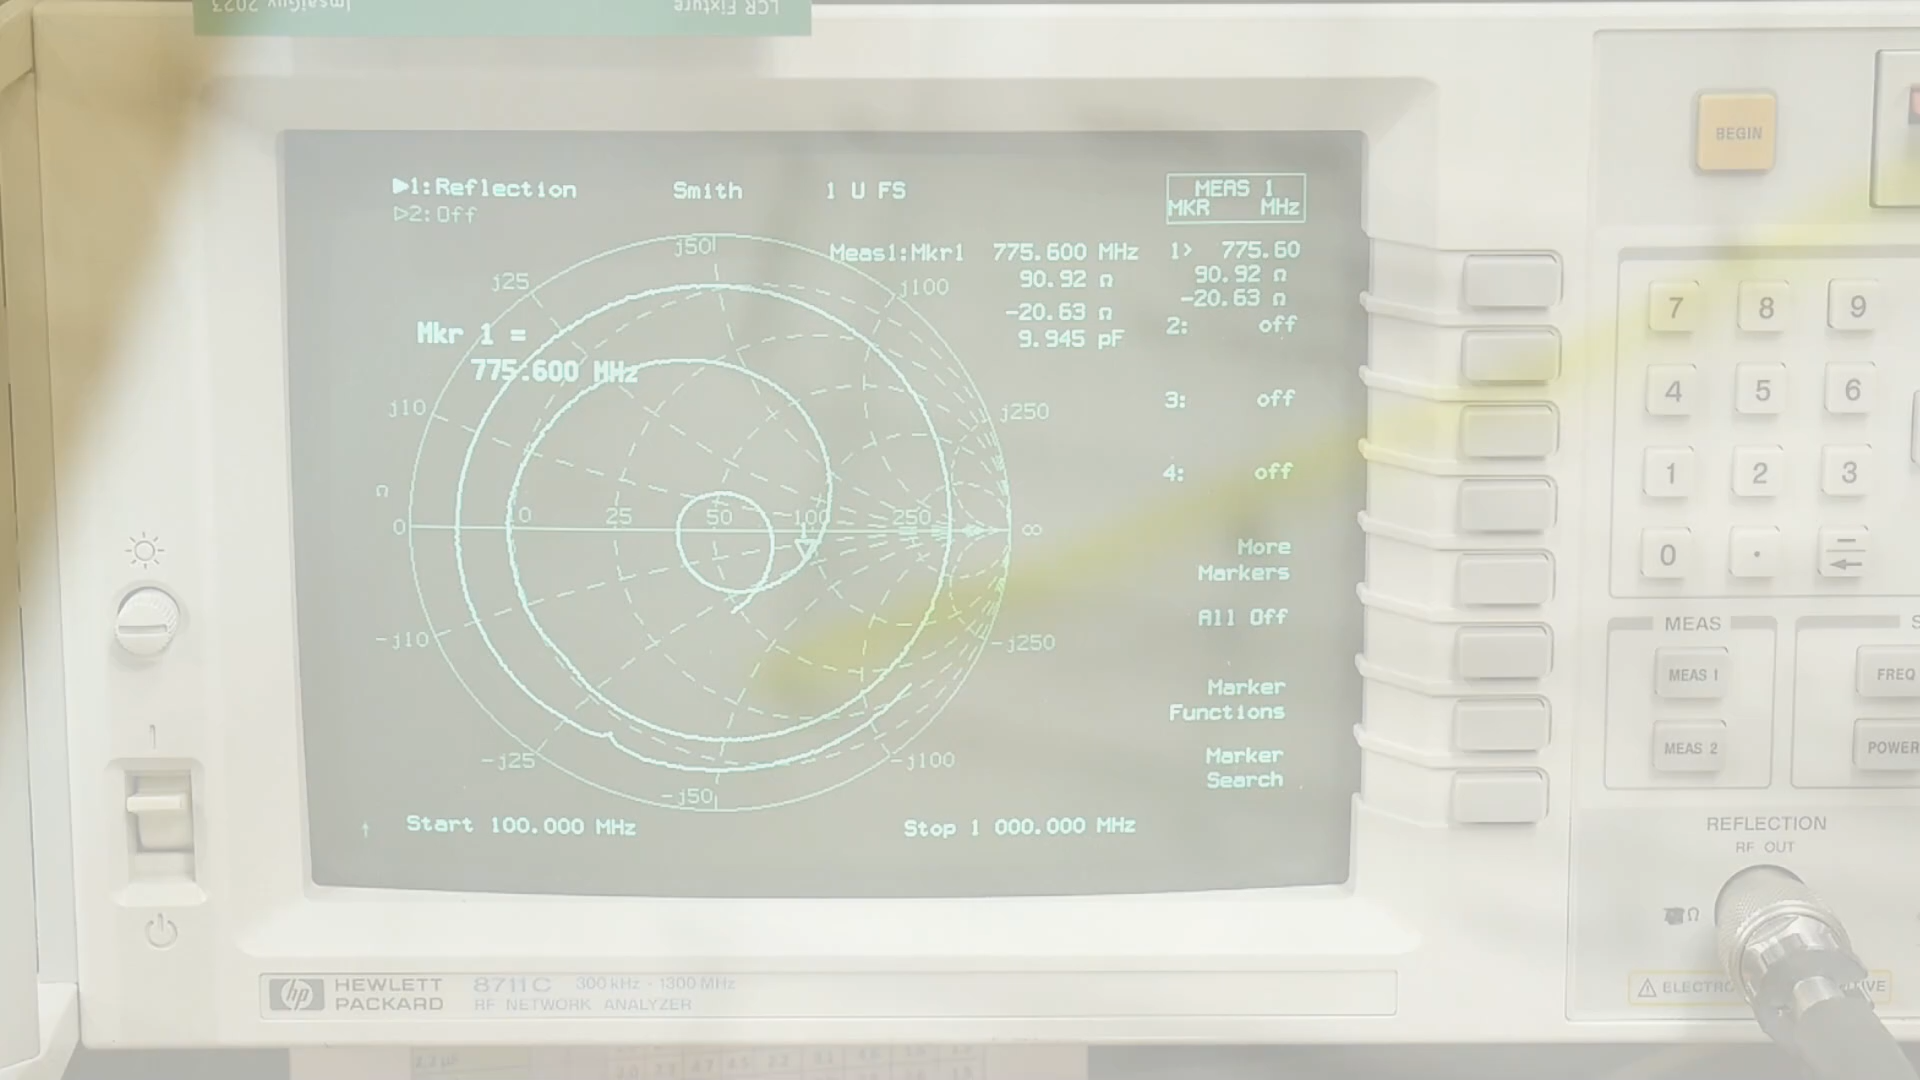 ImsaiGuy 2023
LCR Fixture
1:Reflection Smith 1 U FS
2:Off
MEAS 1
MKR MHz
Meas1:Mkr1 775.600 MHz
90.92 Ω
-20.63 Ω
9.945 pF
1> 775.60
90.92 Ω
-20.63 Ω
2: off
3: off
4: off
More
Markers
All Off
Marker
Functions
Marker
Search
Mkr 1 =
775.600 MHz
j50
j25
j100
j10
j250
Ω
0
10
25
50
100
250
∞
-j10
-j250
-j25
-j100
-j50
Start 100.000 MHz
Stop 1 000.000 MHz
hp
HEWLETT
PACKARD
8711C 300 kHz - 1300 MHz
RF NETWORK ANALYZER
BEGIN
7 8 9
4 5 6
1 2 3
0 .
MEAS
MEAS 1
MEAS 2
FREQ
POWER
REFLECTION
RF OUT
Ω